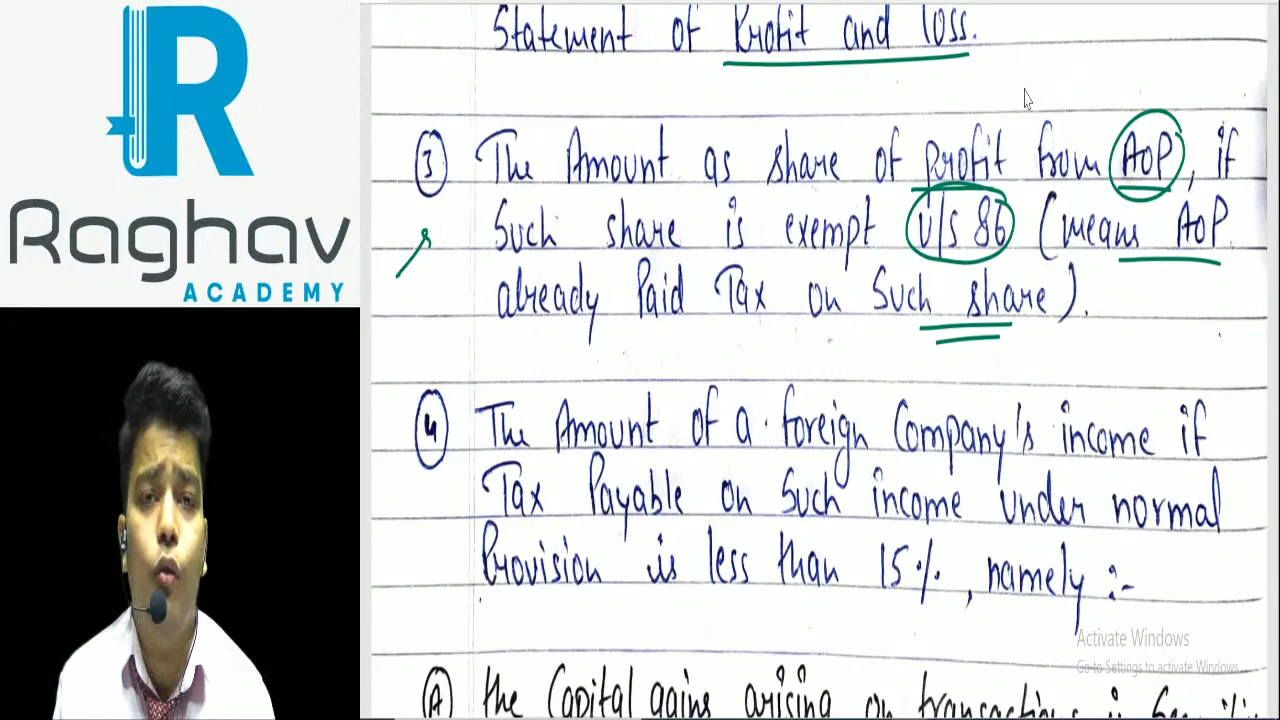 R
Raghav
ACADEMY
Statement of Profit and loss.
③ The Amount as share of profit from AOP, if
Such share is exempt u/s 86 (means AOP
already Paid Tax on Such share).
④ The Amount of a foreign Company's income if
Tax Payable on Such income under normal
Provision is less than 15%, namely :-
Activate Windows
Go to Settings to activate Windows.
Ⓐ the Capital gains arising on transactions in